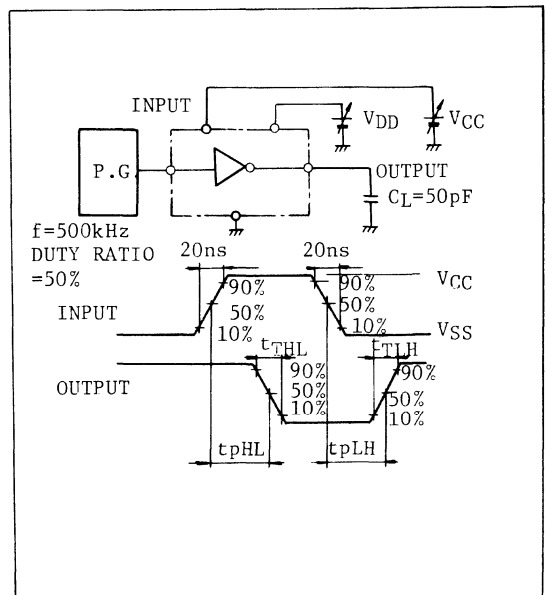 INPUT
V_DD
V_CC
P.G
OUTPUT
C_L=50pF
f=500kHz
DUTY RATIO
=50%
20ns
20ns
INPUT
90%
50%
10%
90%
50%
10%
V_CC
V_SS
OUTPUT
t_THL
90%
50%
10%
t_TLH
90%
50%
10%
tpHL
tpLH